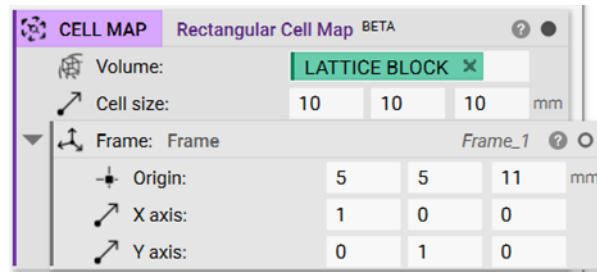 CELL MAP Rectangular Cell Map BETA ?
Volume: LATTICE BLOCK ×
Cell size: 10 10 10 mm
Frame: Frame Frame_1 ?
Origin: 5 5 11 mm
X axis: 1 0 0
Y axis: 0 1 0